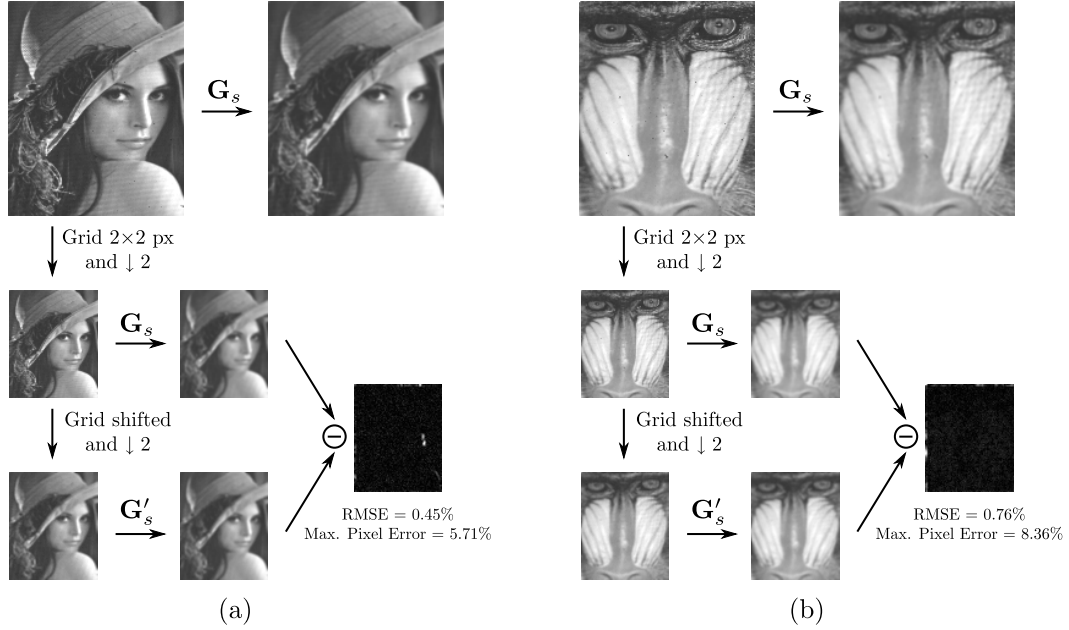 G_s
Grid 2×2 px
and ↓ 2
G_s
Grid shifted
and ↓ 2
G′_s
RMSE = 0.45%
Max. Pixel Error = 5.71%
(a)
G_s
Grid 2×2 px
and ↓ 2
G_s
Grid shifted
and ↓ 2
G′_s
RMSE = 0.76%
Max. Pixel Error = 8.36%
(b)